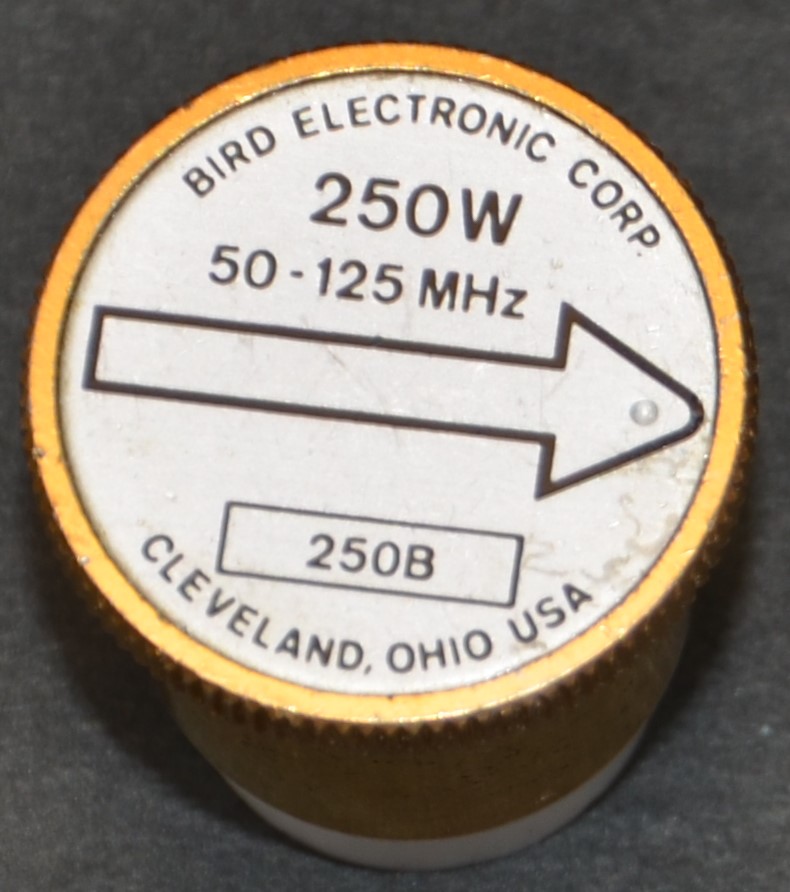 BIRD ELECTRONIC CORP.
250W
50-125 MHz
250B
CLEVELAND, OHIO USA